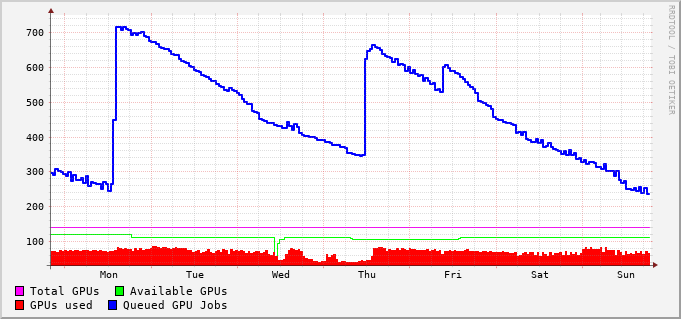 RRDTOOL / TOBI OETIKER
700
600
500
400
300
200
100
Mon Tue Wed Thu Fri Sat Sun
Total GPUs Available GPUs
GPUs used Queued GPU Jobs